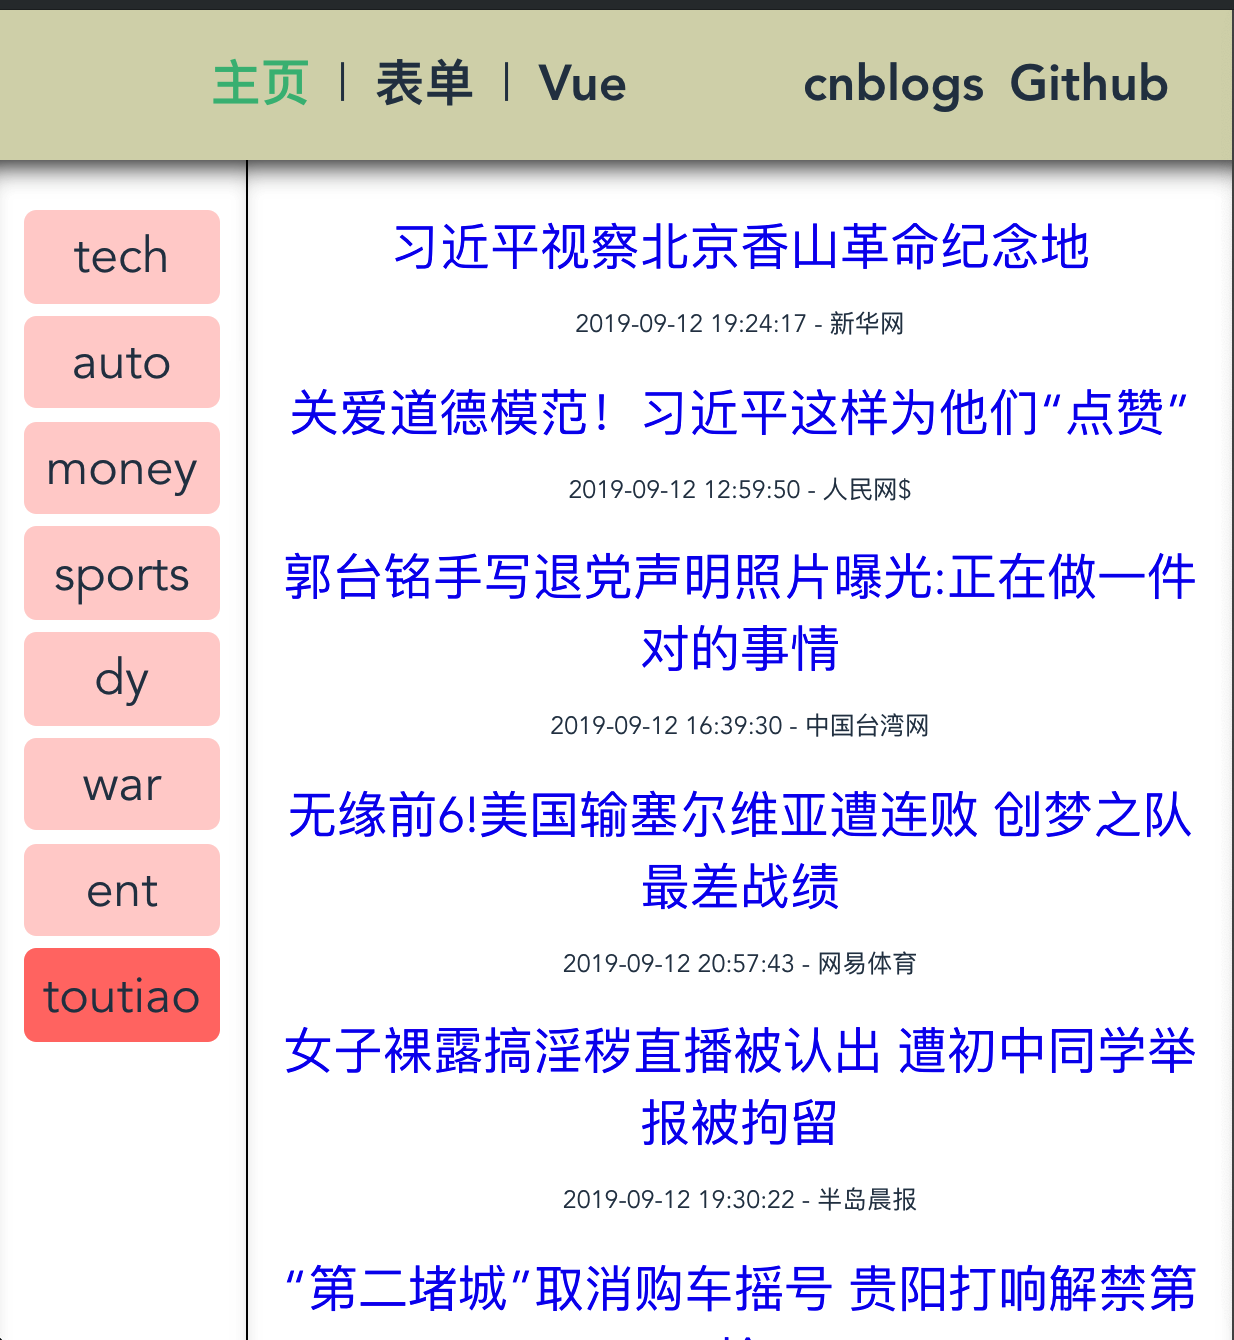 主页 | 表单 | Vue cnblogs Github
tech
auto
money
sports
dy
war
ent
toutiao
习近平视察北京香山革命纪念地
2019-09-12 19:24:17 - 新华网
关爱道德模范！习近平这样为他们“点赞”
2019-09-12 12:59:50 - 人民网$
郭台铭手写退党声明照片曝光:正在做一件
对的事情
2019-09-12 16:39:30 - 中国台湾网
无缘前6!美国输塞尔维亚遭连败 创梦之队
最差战绩
2019-09-12 20:57:43 - 网易体育
女子裸露搞淫秽直播被认出 遭初中同学举
报被拘留
2019-09-12 19:30:22 - 半岛晨报
“第二堵城”取消购车摇号 贵阳打响解禁第